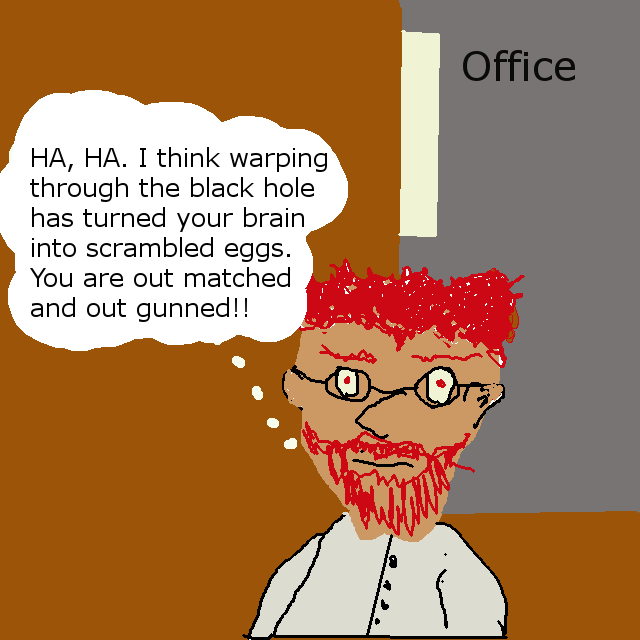 Office
HA, HA. I think warping
through the black hole
has turned your brain
into scrambled eggs.
You are out matched
and out gunned!!